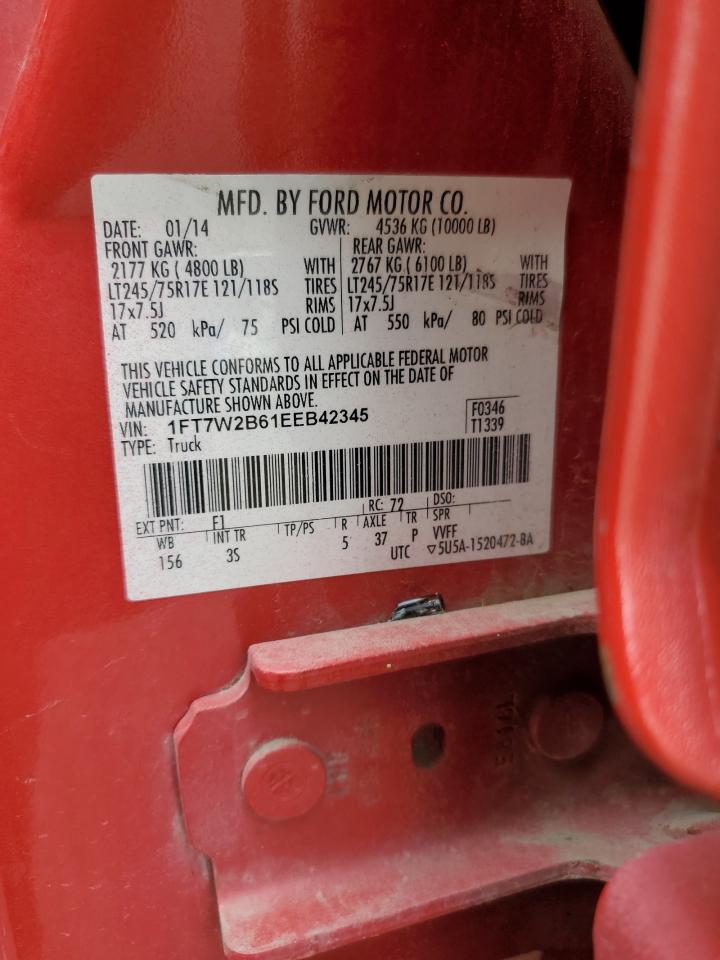 MFD. BY FORD MOTOR CO.
DATE: 01/14 GVWR: 4536 KG (10000 LB)
FRONT GAWR: REAR GAWR:
2177 KG ( 4800 LB) WITH 2767 KG ( 6100 LB) WITH
LT245/75R17E 121/118S TIRES LT245/75R17E 121/118S TIRES
17x7.5J RIMS 17x7.5J RIMS
AT 520 kPa/ 75 PSI COLD AT 550 kPa/ 80 PSI COLD
THIS VEHICLE CONFORMS TO ALL APPLICABLE FEDERAL MOTOR
VEHICLE SAFETY STANDARDS IN EFFECT ON THE DATE OF
MANUFACTURE SHOWN ABOVE.
VIN: 1FT7W2B61EEB42345 F0346
TYPE: Truck T1339
EXT PNT: F1 RC: 72 DSO:
WB INT TR TP/PS R AXLE TR SPR
156 3S 5 37 P VVFF
UTC ▽5U5A-1520472-BA